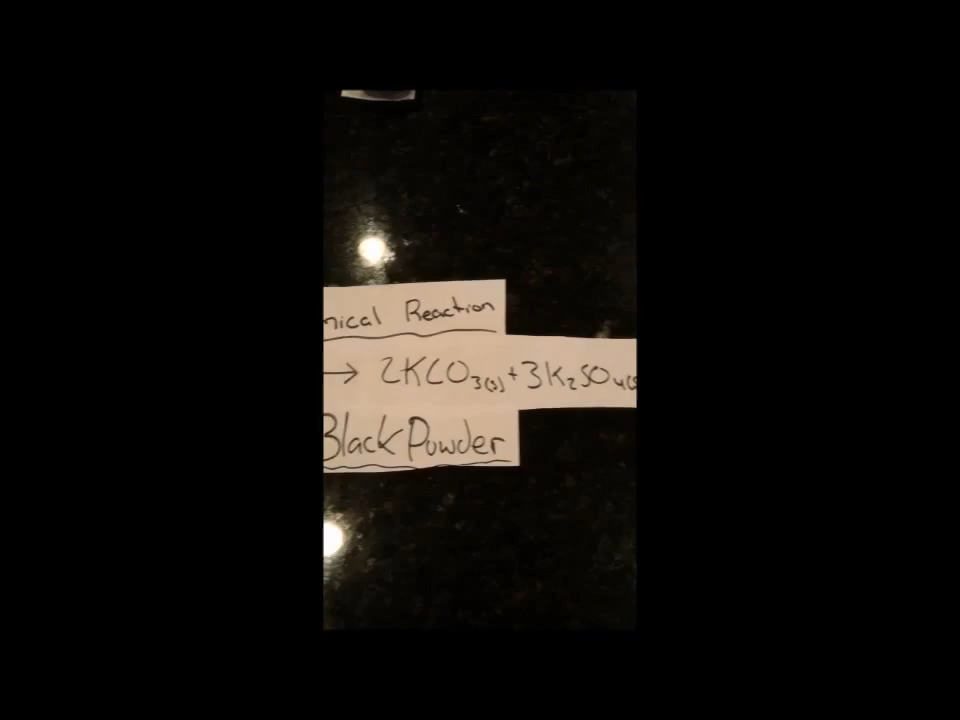 nical Reaction
→ 2KCO₃(s) + 3K₂SO₄(s
Black Powder